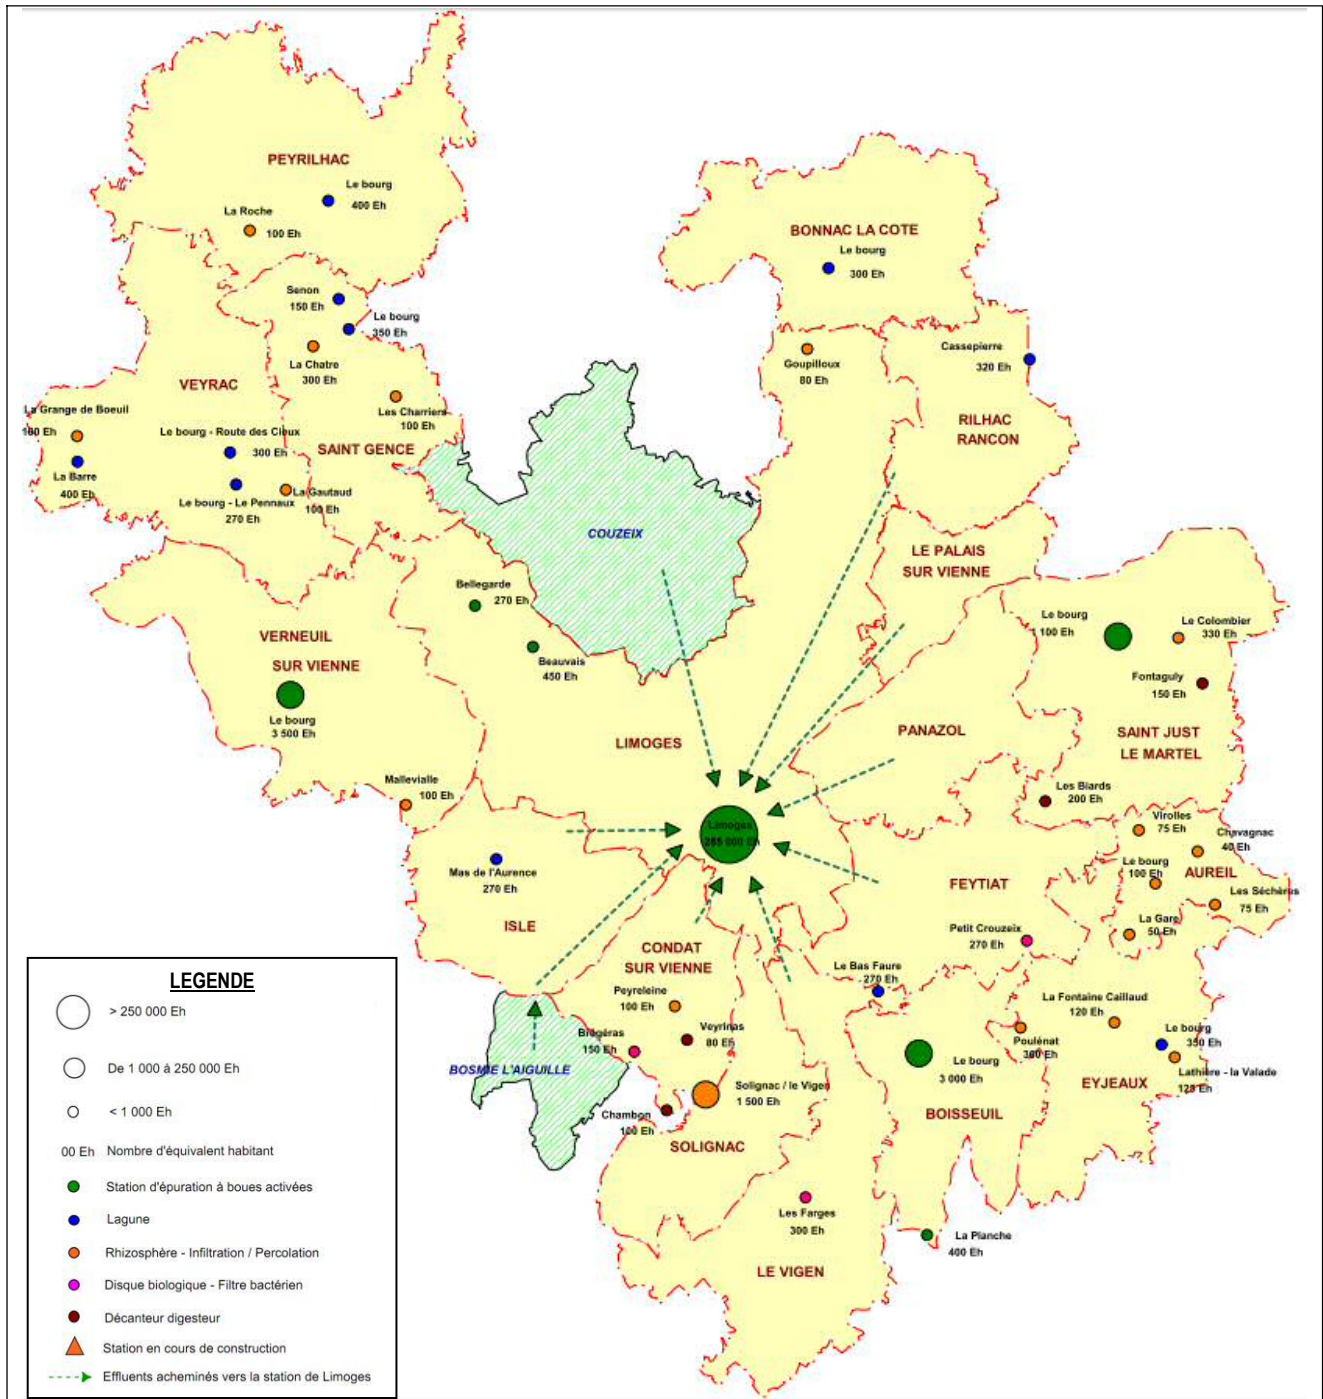 PEYRILHAC
Le bourg
400 Eh
La Roche
100 Eh
BONNAC LA COTE
Le bourg
300 Eh
Senon
150 Eh
Le bourg
350 Eh
La Chatre
300 Eh
Les Charriers
100 Eh
VEYRAC
La Grange de Boeuil
100 Eh
La Barre
400 Eh
Le bourg - Route des Cieux
300 Eh
Le bourg - Le Pennaux
270 Eh
SAINT GENCE
La Gautaud
100 Eh
Goupilloux
80 Eh
Cassepierre
320 Eh
RILHAC
RANCON
COUZEIX
LE PALAIS
SUR VIENNE
Bellegarde
270 Eh
Beauvais
450 Eh
VERNEUIL
SUR VIENNE
Le bourg
3 500 Eh
Le bourg
100 Eh
Le Colombier
330 Eh
Fontaguly
150 Eh
SAINT JUST
LE MARTEL
PANAZOL
LIMOGES
Mallevialle
100 Eh
Les Biards
200 Eh
Limoges
285 000 Eh
Virolles
75 Eh
Chavagnac
40 Eh
Le bourg
100 Eh
AUREIL
Les Séchères
75 Eh
La Gare
50 Eh
Mas de l'Aurence
270 Eh
ISLE
FEYTIAT
Petit Crouzeix
270 Eh
CONDAT
SUR VIENNE
Peyreleine
100 Eh
Veyrinas
80 Eh
150 Eh
Le Bas Faure
270 Eh
La Fontaine Caillaud
120 Eh
Poulénat
300 Eh
Le bourg
350 Eh
Lathière - la Valade
125 Eh
EYJEAUX
Le bourg
3 000 Eh
BOISSEUIL
BOSMIE L'AIGUILLE
Solignac / le Vigen
1 500 Eh
Chambon
100 Eh
SOLIGNAC
Les Farges
300 Eh
La Planche
400 Eh
LE VIGEN
LEGENDE
> 250 000 Eh
De 1 000 á 250 000 Eh
< 1 000 Eh
00 Eh Nombre d'équivalent habitant
Station d'épuration à boues activées
Lagune
Rhizosphère - Infiltration / Percolation
Disque biologique - Filtre bactérien
Décanteur digesteur
Station en cours de construction
Effluents acheminés vers la station de Limoges